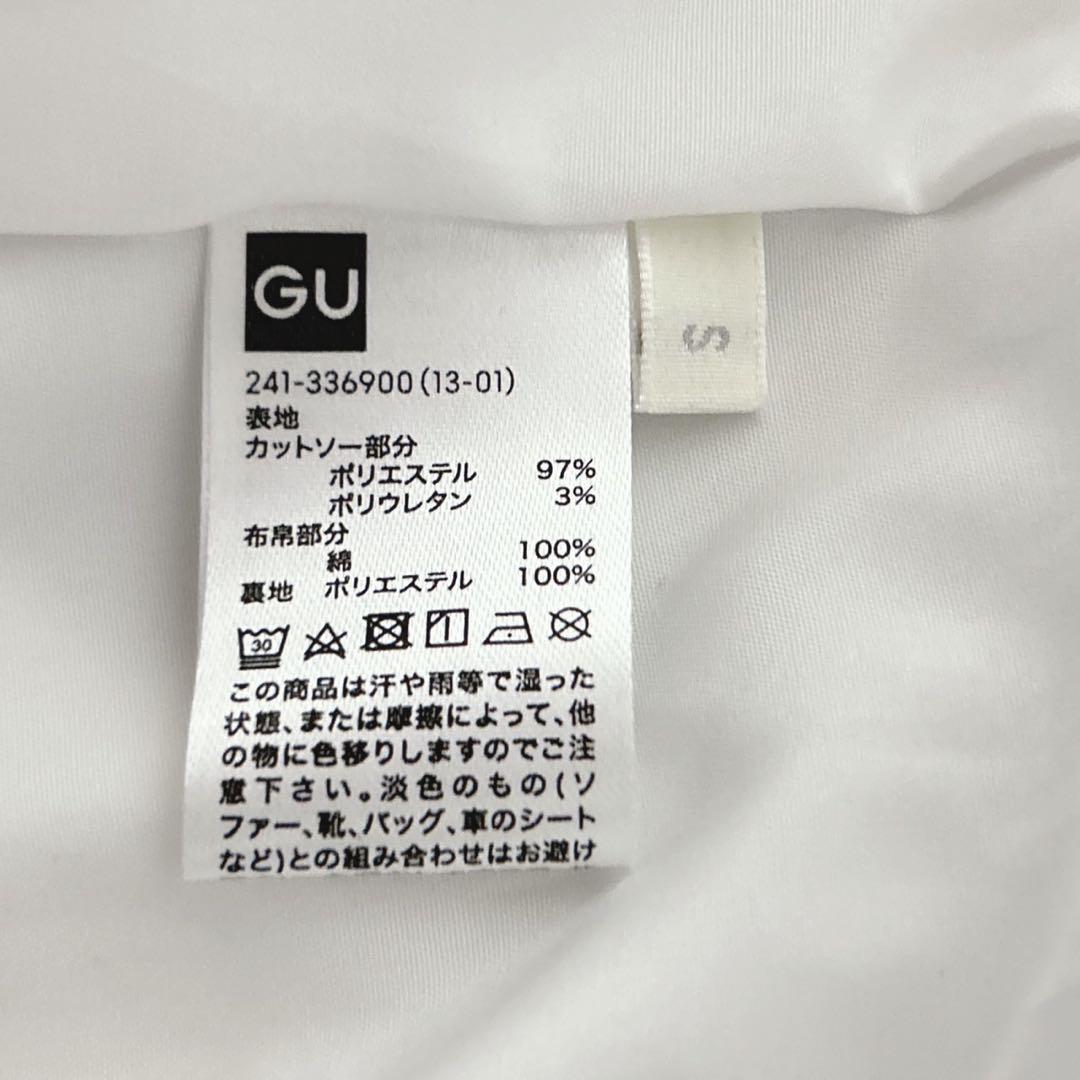 GU
S
241-336900(13-01)
表地
カットソー部分
ポリエステル 97%
ポリウレタン 3%
布帛部分
綿 100%
裏地 ポリエステル 100%
30
この商品は汗や雨等で湿った
状態、または摩擦によって、他
の物に色移りしますのでご注
意下さい。淡色のもの(ソ
ファー、靴、バッグ、車のシート
など)との組み合わせはお避け